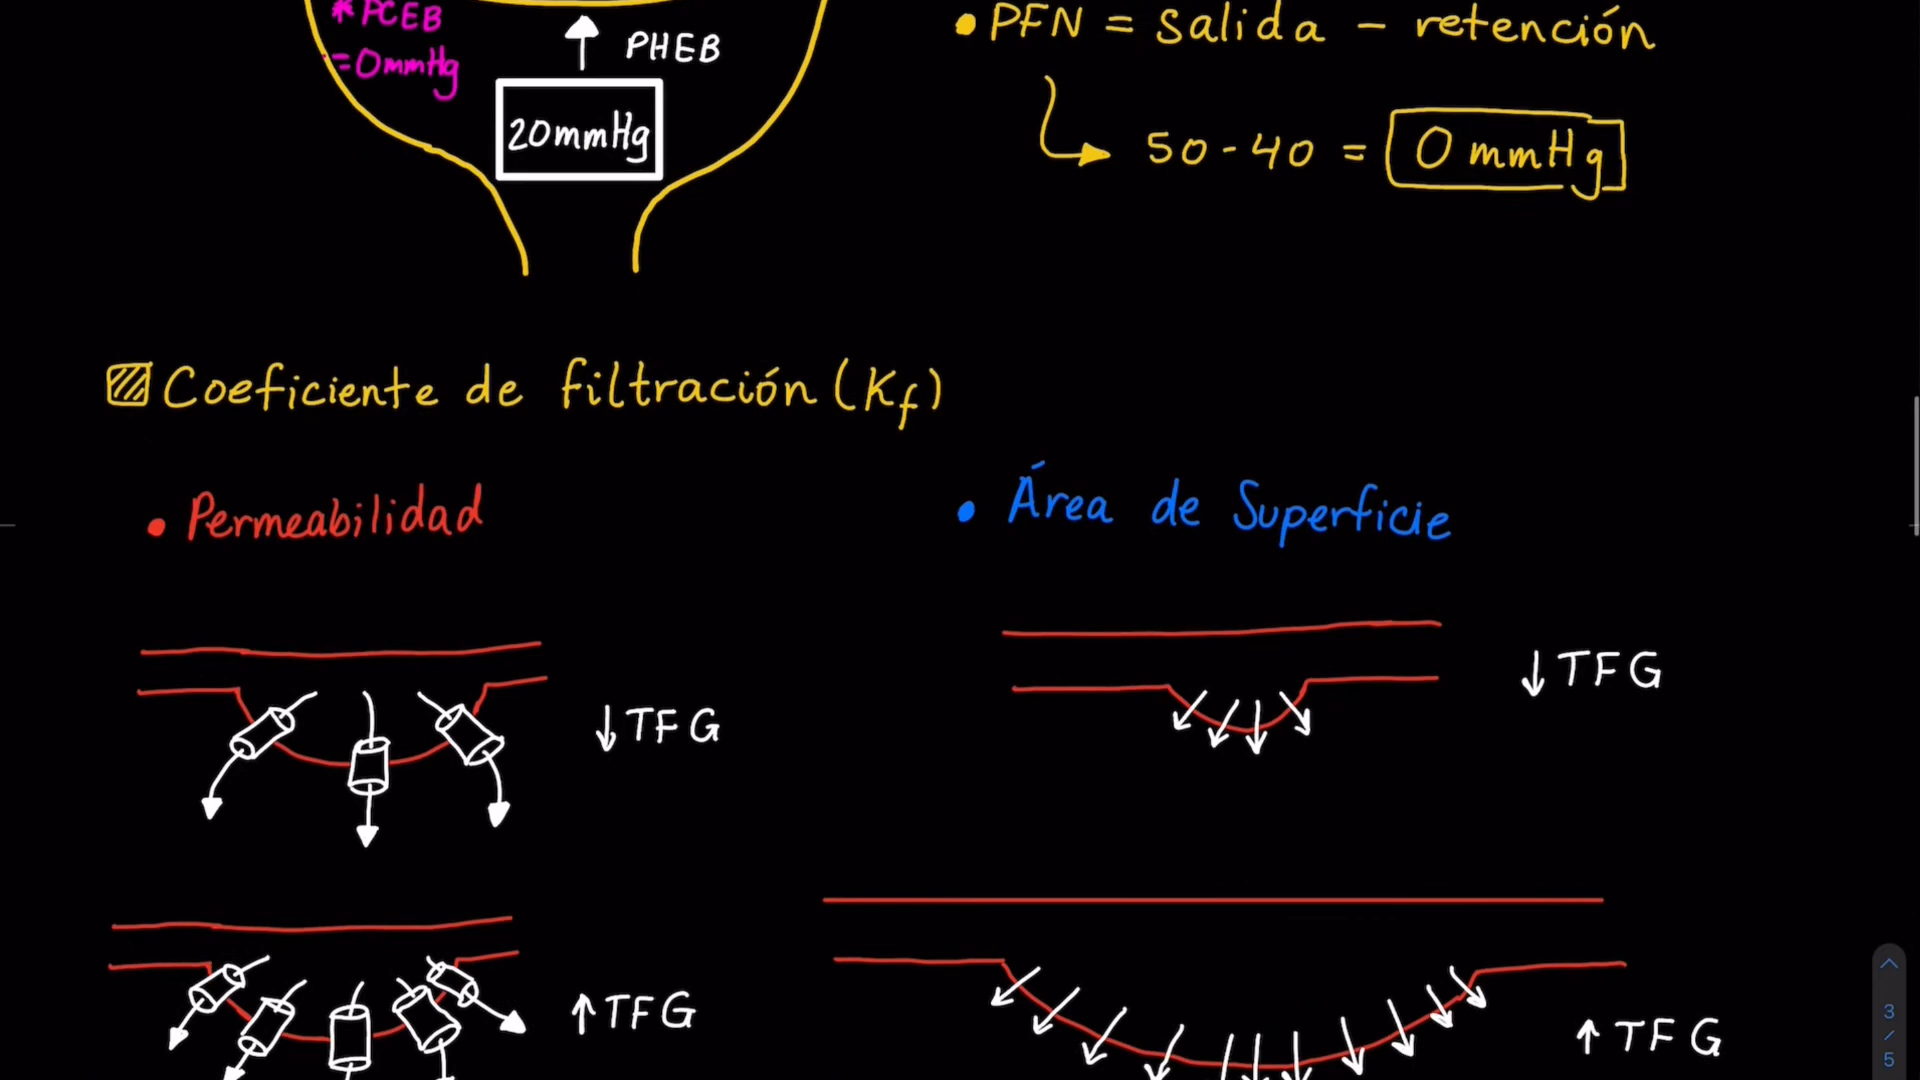 *PCEB
=0mmHg
PHEB
20mmHg
• PFN = Salida - retención
50-40 = 0 mmHg
Coeficiente de filtración (Kf)
• Permeabilidad
• Área de Superficie
↓TFG
↓TFG
↑TFG
↑TFG
3
/
5